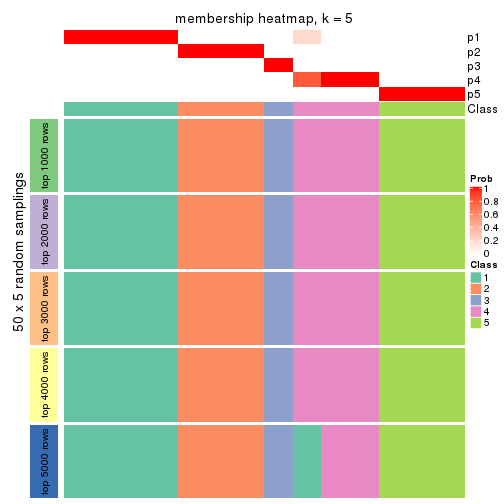 membership heatmap, k = 5
p1
p2
p3
p4
p5
Class
50 x 5 random samplings
top 1000 rows
top 2000 rows
top 3000 rows
top 4000 rows
top 5000 rows
Prob
1
0.8
0.6
0.4
0.2
0
Class
1
2
3
4
5